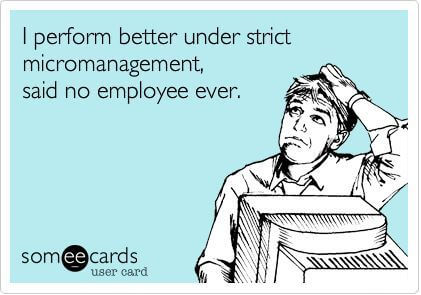 I perform better under strict
micromanagement,
said no employee ever.
someecards
user card